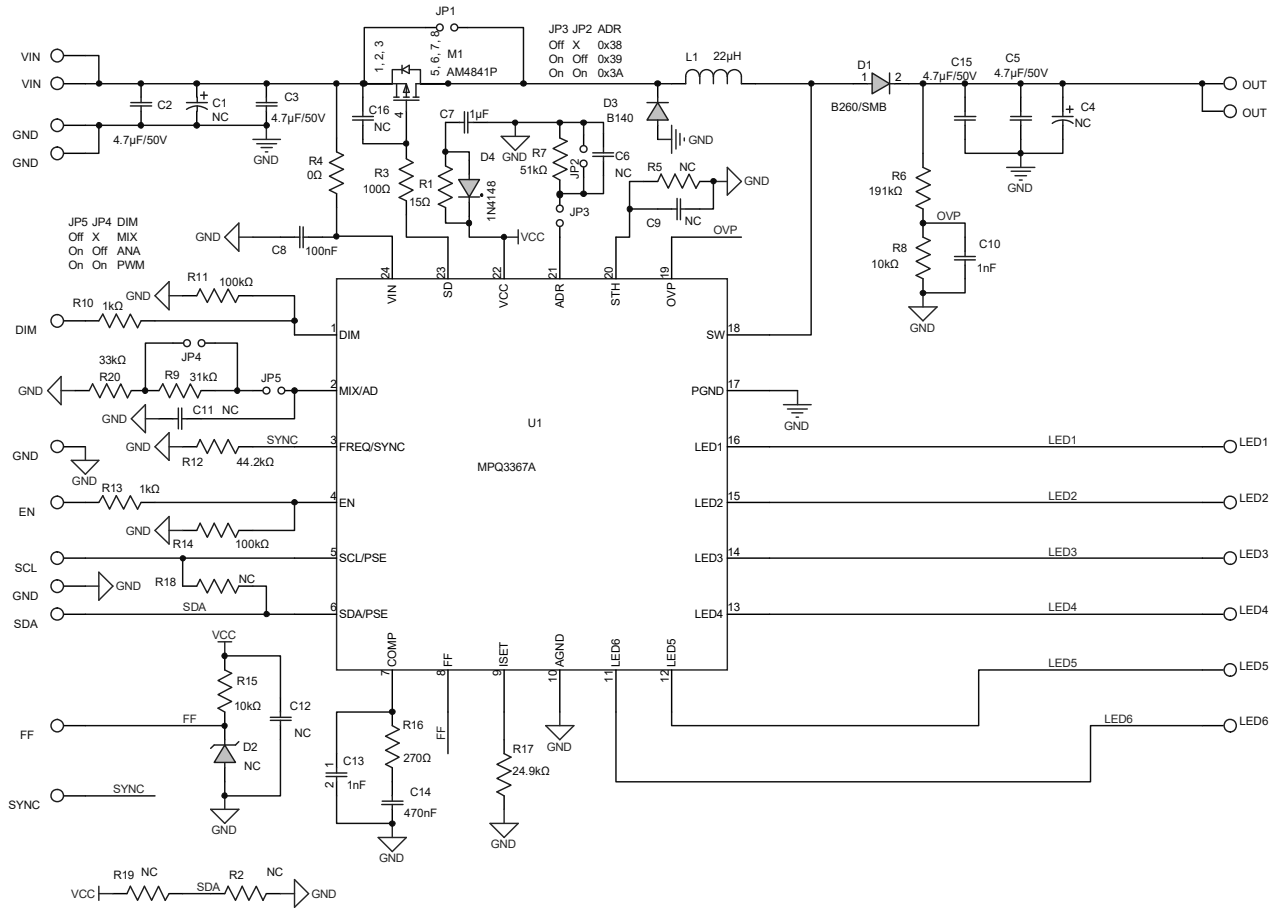 JP1
JP3 JP2 ADR
Off X 0x38
On Off 0x39
On On 0x3A
VIN
VIN
GND
GND
C2
4.7µF/50V
C1
NC
C3
4.7µF/50V
GND
1, 2, 3
5, 6, 7, 8
M1
AM4841P
4
C16
NC
L1 22µH
D1
1 2
B260/SMB
C15
4.7µF/50V
C5
4.7µF/50V
C4
NC
GND
OUT
OUT
D3
B140
GND
R4
0Ω
R3
100Ω
C7 1µF
D4
1N4148
R1
15Ω
GND
R7
51kΩ
JP2
C6
NC
JP3
R5 NC
C9 NC
GND
OVP
VCC
R6
191kΩ
OVP
R8
10kΩ
C10
1nF
GND
JP5 JP4 DIM
Off X MIX
On Off ANA
On On PWM
GND
C8 100nF
24 VIN
23 SD
22 VCC
21 ADR
20 STH
19 OVP
R11 100kΩ
GND
R10 1kΩ
DIM
1 DIM
33kΩ
R20
R9 31kΩ
JP4
JP5
GND
2 MIX/AD
GND
C11 NC
GND
GND
GND
R12 44.2kΩ
SYNC
3 FREQ/SYNC
EN
R13 1kΩ
4 EN
GND
R14 100kΩ
SCL
5 SCL/PSE
GND
GND
R18 NC
SDA
SDA
6 SDA/PSE
U1
MPQ3367A
SW 18
PGND 17
GND
LED1 16
LED1
LED1
LED2 15
LED2
LED2
LED3 14
LED3
LED3
LED4 13
LED4
LED4
COMP 7
FF 8
ISET 9
AGND 10
LED6 11
LED5 12
LED5
LED5
LED6
LED6
VCC
R15
10kΩ
C12
NC
FF
FF
D2
NC
GND
SYNC
SYNC
C13
1nF
1
2
R16
270Ω
C14
470nF
GND
FF
R17
24.9kΩ
GND
GND
VCC
R19 NC
SDA
R2 NC
GND